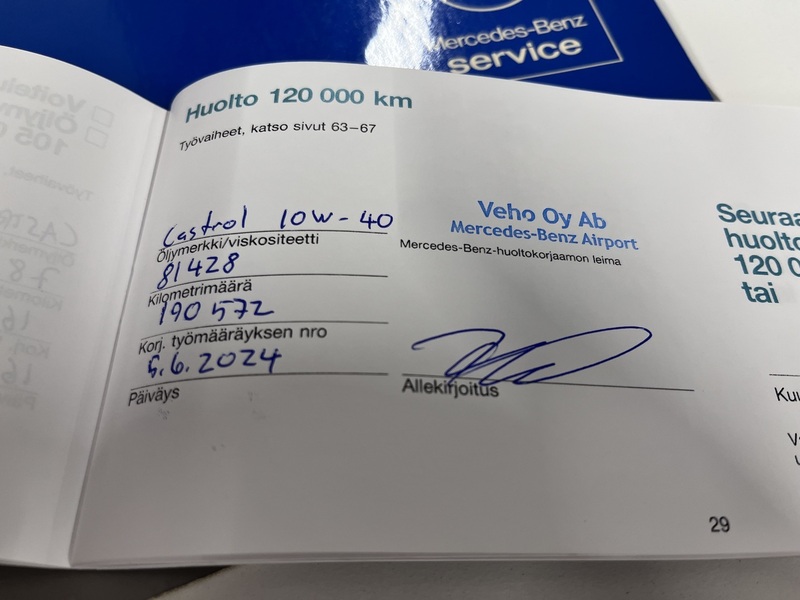 Mercedes-Benz
service
Huolto 120 000 km
Työvaiheet, katso sivut 63–67
Castrol 10W-40
Öljymerkki/viskositeetti
81428
Kilometrimäärä
190 572
Korj. työmääräyksen nro
5.6.2024
Päiväys
Veho Oy Ab
Mercedes-Benz Airport
Mercedes-Benz-huoltokorjaamon leima
Allekirjoitus
29
Seuraa
huolto
120 0
tai
Kuu